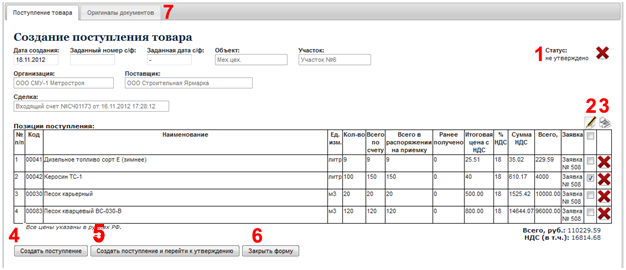 Поступление товара Оригиналы документов 7
Создание поступления товара
Дата создания: Заданный номер с/ф: Заданная дата с/ф: Объект: Участок: 1 Статус:
18.11.2012 - Мех.цех. Участок №6 не утверждено
Организация: Поставщик:
ООО СМУ-1 Метростроя ООО Строительная Ярмарка
Сделка:
Входящий счет №КСЧ01173 от 16.11.2012 17:28:12
2 3
Позиции поступления:
№ п/п Код Наименование Ед. изм. Кол-во Всего по счету Всего в распоряжении на приемку Ранее получено Итоговая цена с НДС % НДС Сумма НДС Всего, Заявка
1 00041 Дизельное топливо сорт Е (зимнее) литр 9 9 9 0 25.51 18 35.02 229.59 Заявка № 508
2 00042 Керосин ТС-1 литр 100 150 150 0 40 18 610.17 4000 Заявка № 508
3 00030 Песок карьерный м3 20 20 20 0 500.00 18 1525.42 10000.00 Заявка № 508
4 00083 Песок кварцевый ВС-030-В м3 120 120 120 0 800.00 18 14644.07 96000.00 Заявка № 508
Все цены указаны в рублях РФ.
Всего, руб.: 110229.59
НДС (в т.ч.): 16814.68
4 5 6
Создать поступление Создать поступление и перейти к утверждению Закрыть форму